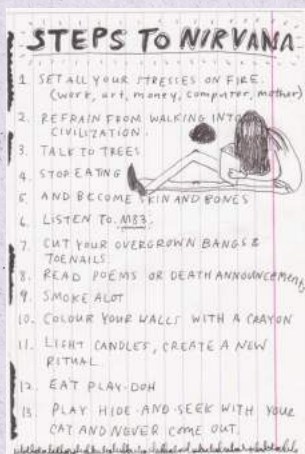 STEPS TO NIRVANA
1 SET ALL YOUR STRESSES ON FIRE.
(work, art, money, computer, mother)
2. REFRAIN FROM WALKING INTO
CIVILIZATION.
3. TALK TO TREES
4. STOP EATING
5. AND BECOME SKIN AND BONES
6. LISTEN TO M83.
7. CUT YOUR OVERGROWN BANGS &
TOENAILS.
8. READ POEMS OR DEATH ANNOUNCEMENTS
9. SMOKE ALOT
10. COLOUR YOUR WALLS WITH A CRAYON
11. LIGHT CANDLES, CREATE A NEW
RITUAL
12. EAT PLAY-DOH
13. PLAY HIDE-AND-SEEK WITH YOUR
CAT AND NEVER COME OUT.